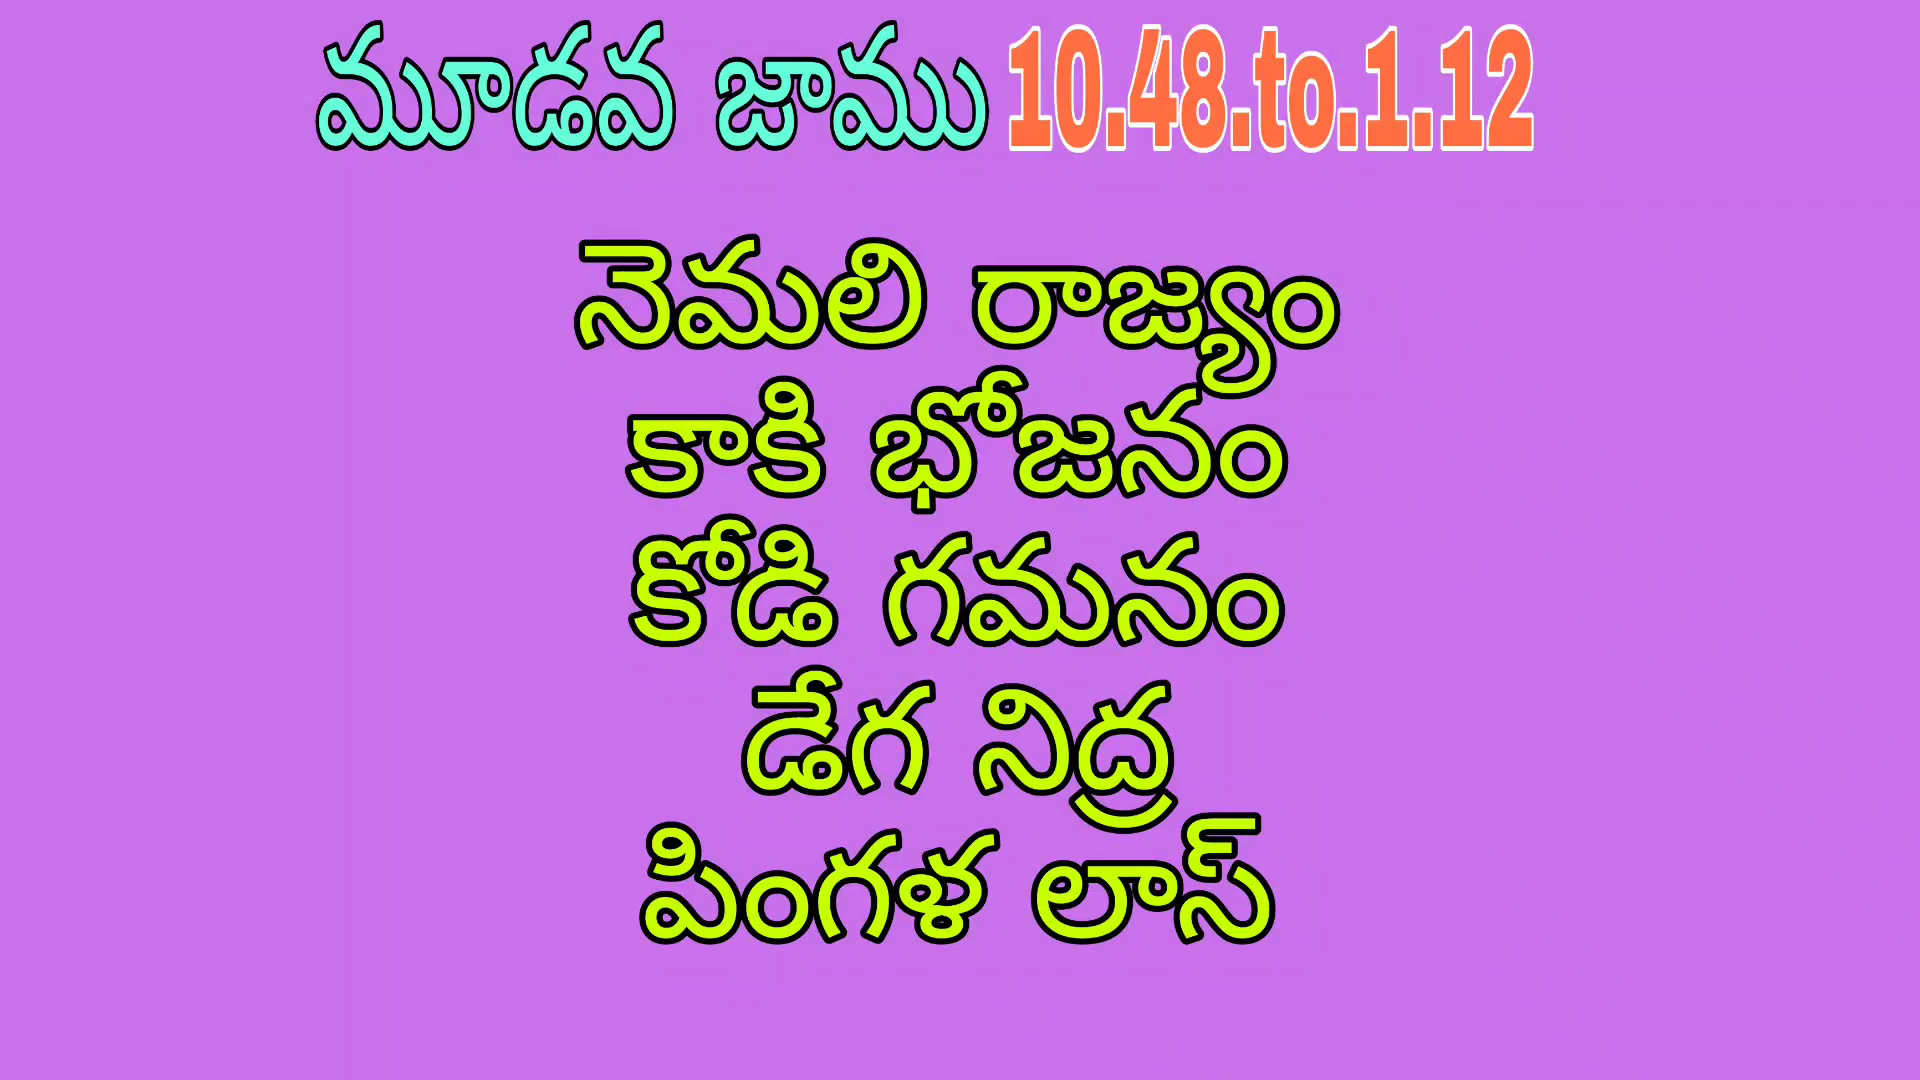 మూడవ జాము 10.48.to.1.12
నెమలి రాజ్యం
కాకి భోజనం
కోడి గమనం
డేగ నిద్ర
పింగళ లాస్